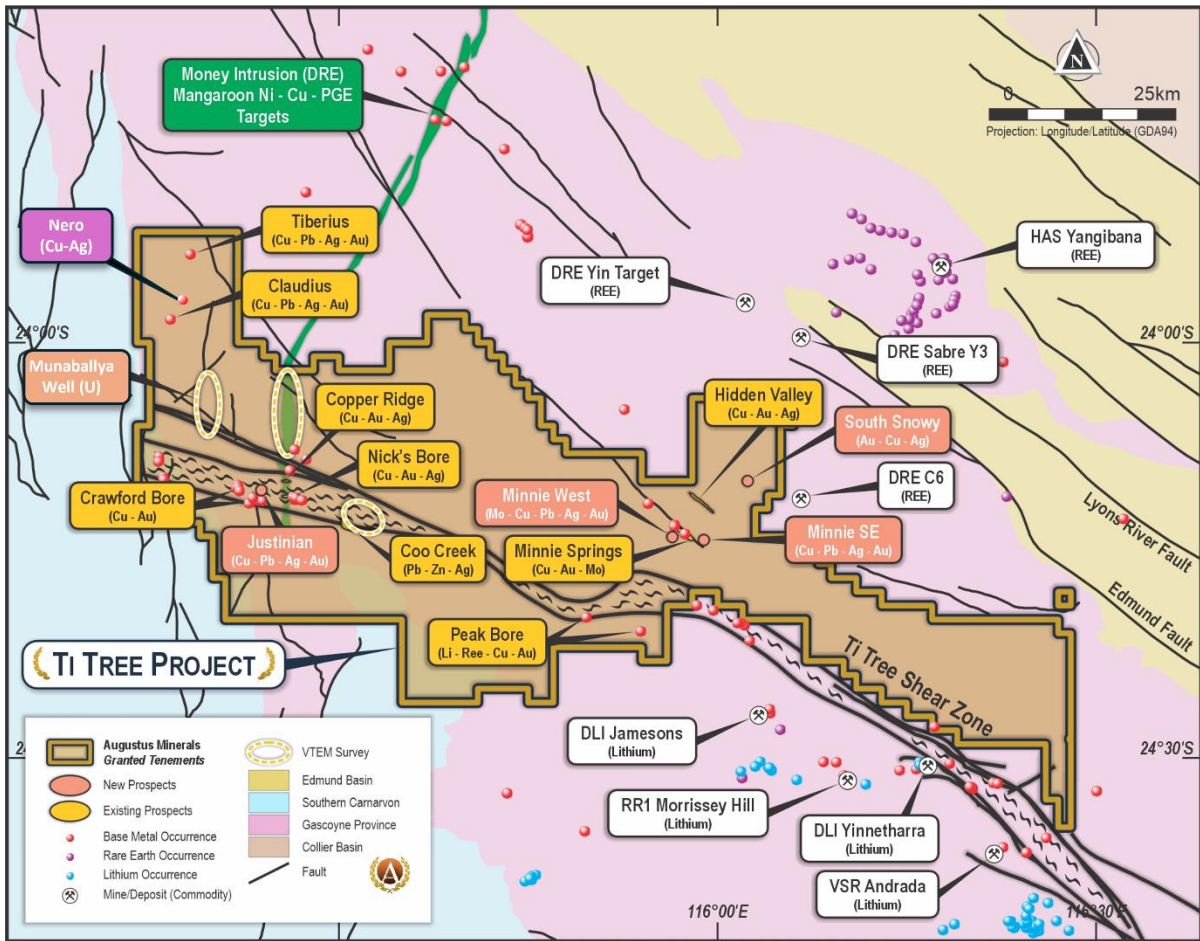 Money Intrusion (DRE)
Mangaroon Ni - Cu - PGE
Targets
N
0
25km
Projection: Longitude/Latitude (GDA94)
Nero
(Cu-Ag)
Tiberius
(Cu - Pb - Ag - Au)
Claudius
(Cu - Pb - Ag - Au)
DRE Yin Target
(REE)
HAS Yangibana
(REE)
24°00'S
24°00'S
DRE Sabre Y3
(REE)
Munaballya
Well (U)
Copper Ridge
(Cu - Au - Ag)
Hidden Valley
(Cu - Au - Ag)
South Snowy
(Au - Cu - Ag)
Nick's Bore
(Cu - Au - Ag)
DRE C6
(REE)
Crawford Bore
(Cu - Au)
Minnie West
(Mo - Cu - Pb - Ag - Au)
Lyons River Fault
Justinian
(Cu - Pb - Ag - Au)
Coo Creek
(Pb - Zn - Ag)
Minnie Springs
(Cu - Au - Mo)
Minnie SE
(Cu - Pb - Ag - Au)
Edmund Fault
Peak Bore
(Li - Ree - Cu - Au)
TI TREE PROJECT
Ti Tree Shear Zone
DLI Jamesons
(Lithium)
24°30'S
RR1 Morrissey Hill
(Lithium)
DLI Yinnetharra
(Lithium)
VSR Andrada
(Lithium)
116°00'E
116°30'E
24
Augustus Minerals
Granted Tenements
New Prospects
Existing Prospects
Base Metal Occurrence
Rare Earth Occurrence
Lithium Occurrence
Mine/Deposit (Commodity)
VTEM Survey
Edmund Basin
Southern Carnarvon
Gascoyne Province
Collier Basin
Fault
A